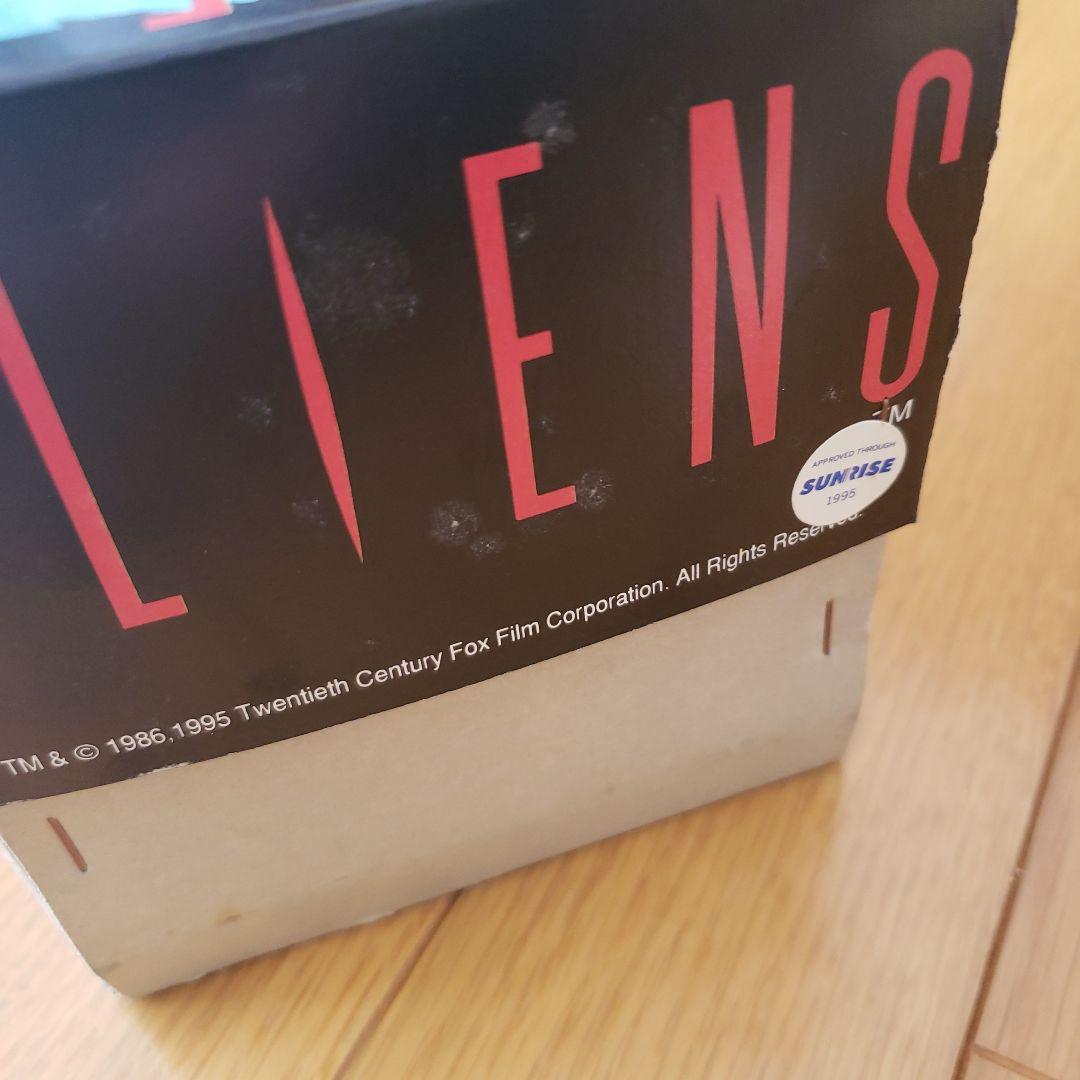 LIENS
TM
APPROVED THROUGH
SUNRISE
1995
TM & © 1986,1995 Twentieth Century Fox Film Corporation. All Rights Reserved.